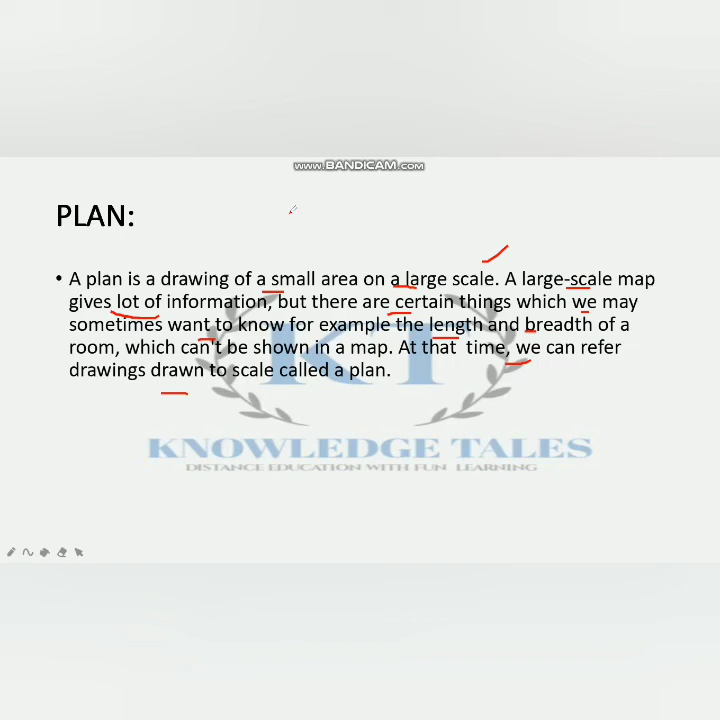 www.BANDICAM.com
PLAN:
• A plan is a drawing of a small area on a large scale. A large-scale map
gives lot of information, but there are certain things which we may
sometimes want to know for example the length and breadth of a
room, which can't be shown in a map. At that time, we can refer
drawings drawn to scale called a plan.
KT
KNOWLEDGE TALES
DISTANCE EDUCATION WITH FUN LEARNING